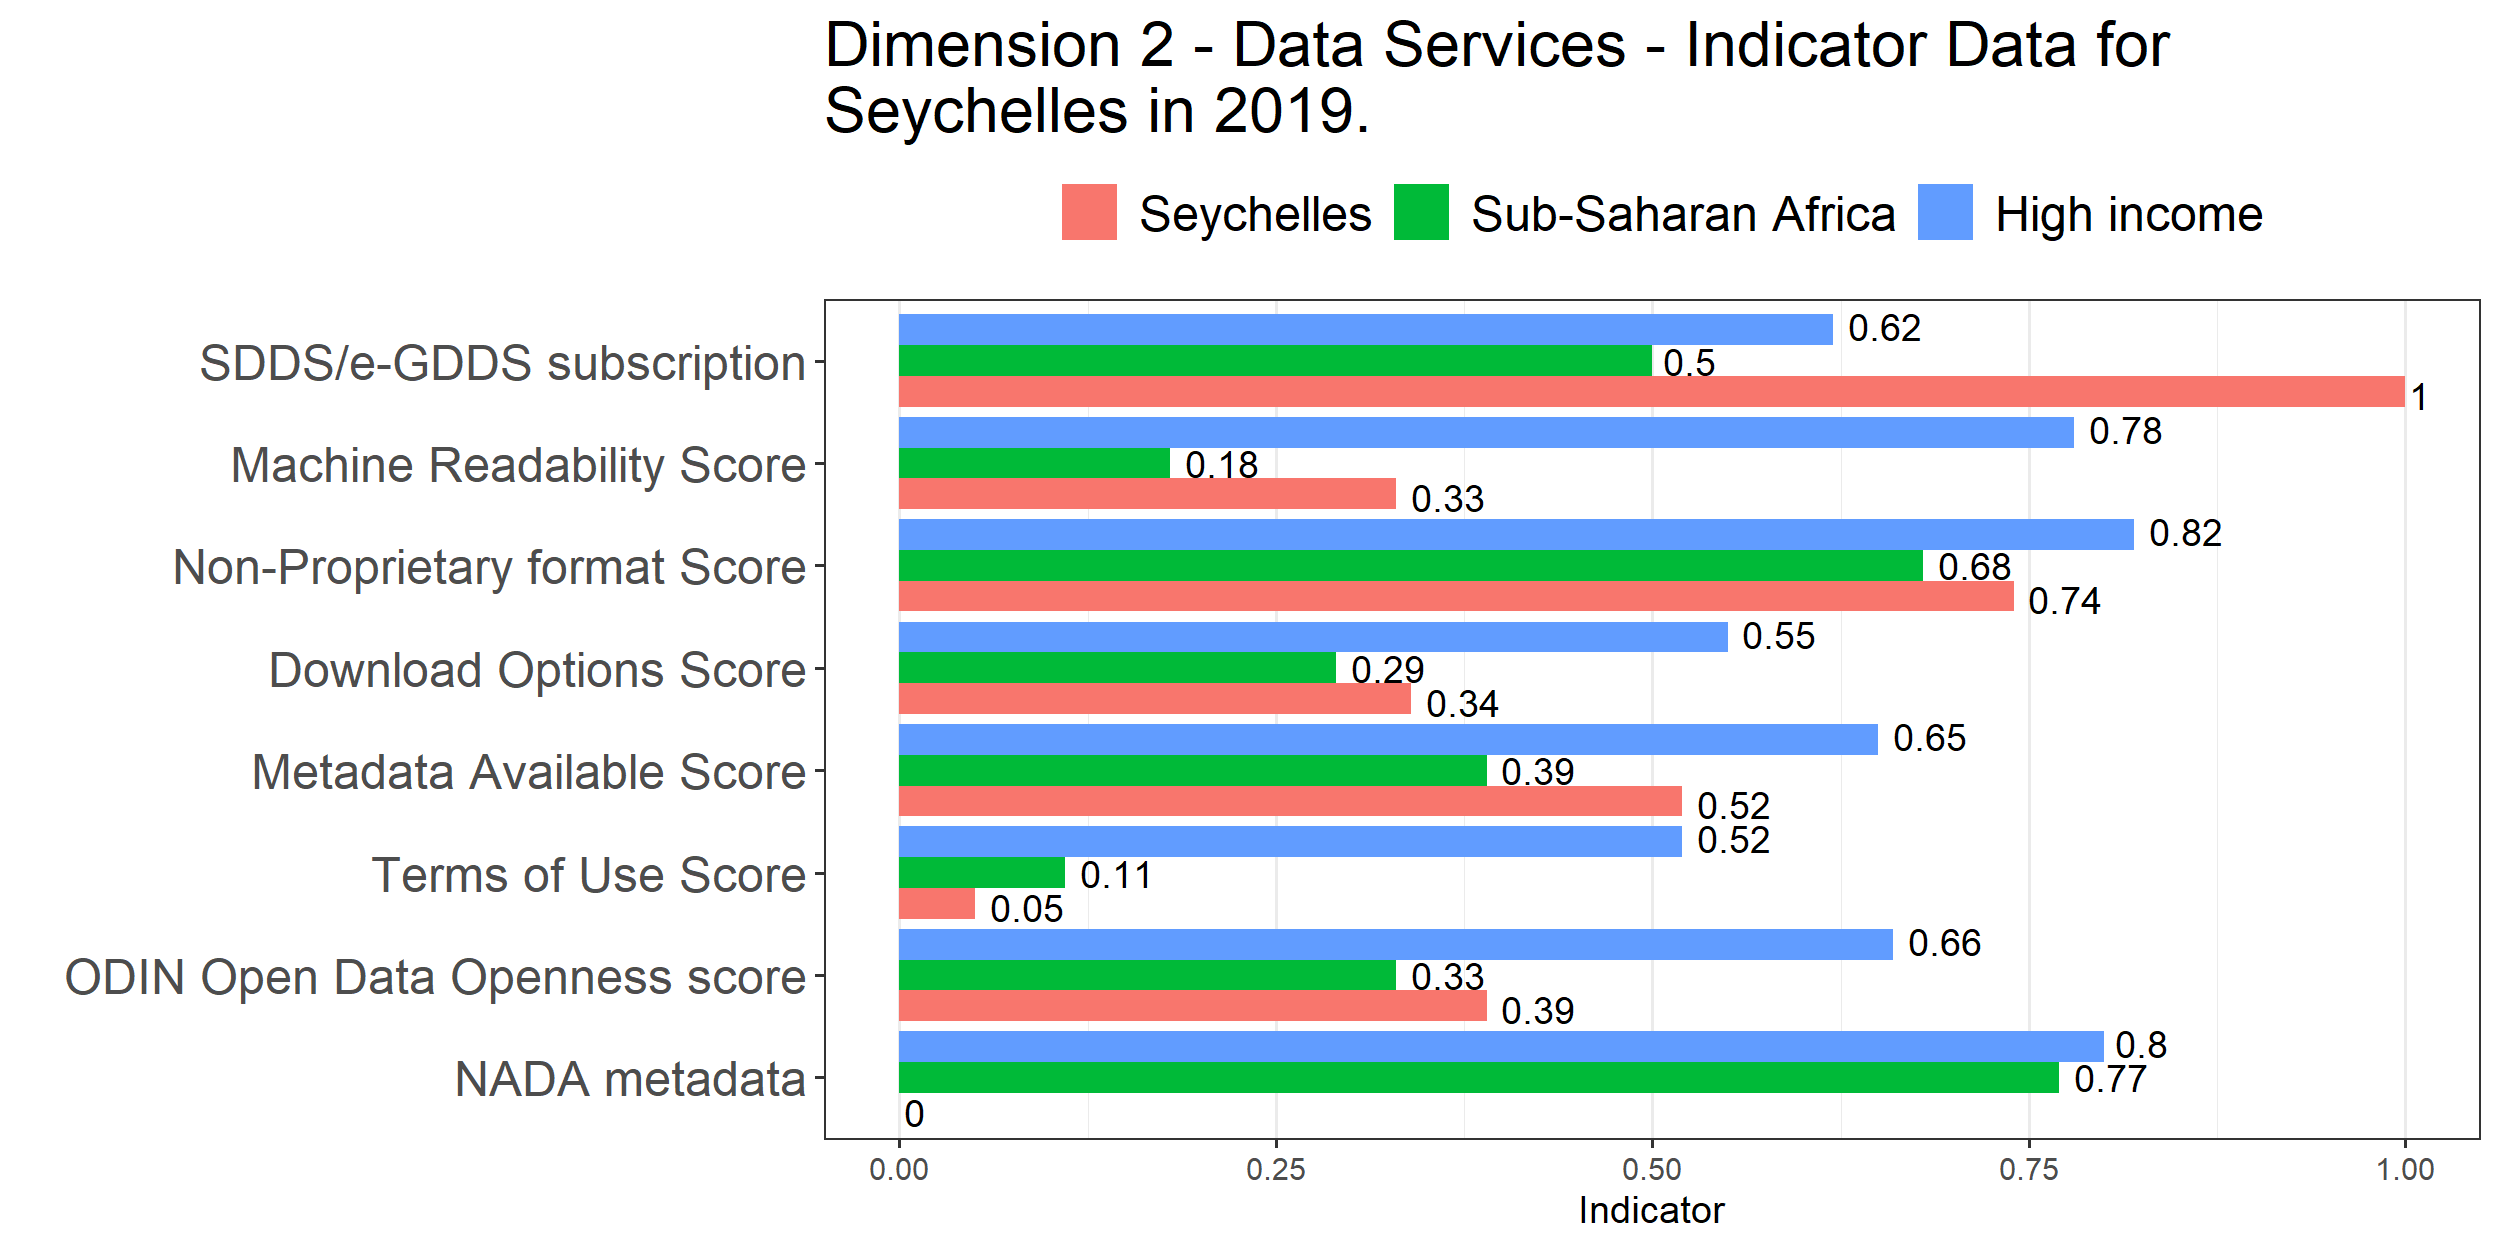 Dimension 2 - Data Services - Indicator Data for
Seychelles in 2019.
Seychelles
Sub-Saharan Africa
High income
SDDS/e-GDDS subscription
0.62
0.5
1
Machine Readability Score
0.78
0.18
0.33
Non-Proprietary format Score
0.82
0.68
0.74
Download Options Score
0.55
0.29
0.34
Metadata Available Score
0.65
0.39
0.52
Terms of Use Score
0.52
0.11
0.05
ODIN Open Data Openness score
0.66
0.33
0.39
NADA metadata
0.8
0.77
0
0.00
0.25
0.50
0.75
1.00
Indicator